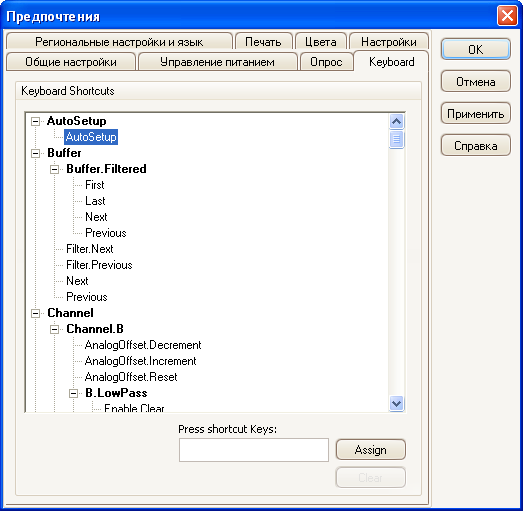 Предпочтения
Региональные настройки и язык Печать Цвета Настройки
Общие настройки Управление питанием Опрос Keyboard
OK
Отмена
Применить
Справка
Keyboard Shortcuts
AutoSetup
AutoSetup
Buffer
Buffer.Filtered
First
Last
Next
Previous
Filter.Next
Filter.Previous
Next
Previous
Channel
Channel.B
AnalogOffset.Decrement
AnalogOffset.Increment
AnalogOffset.Reset
B.LowPass
Enable.Clear
Press shortcut Keys:
Assign
Clear